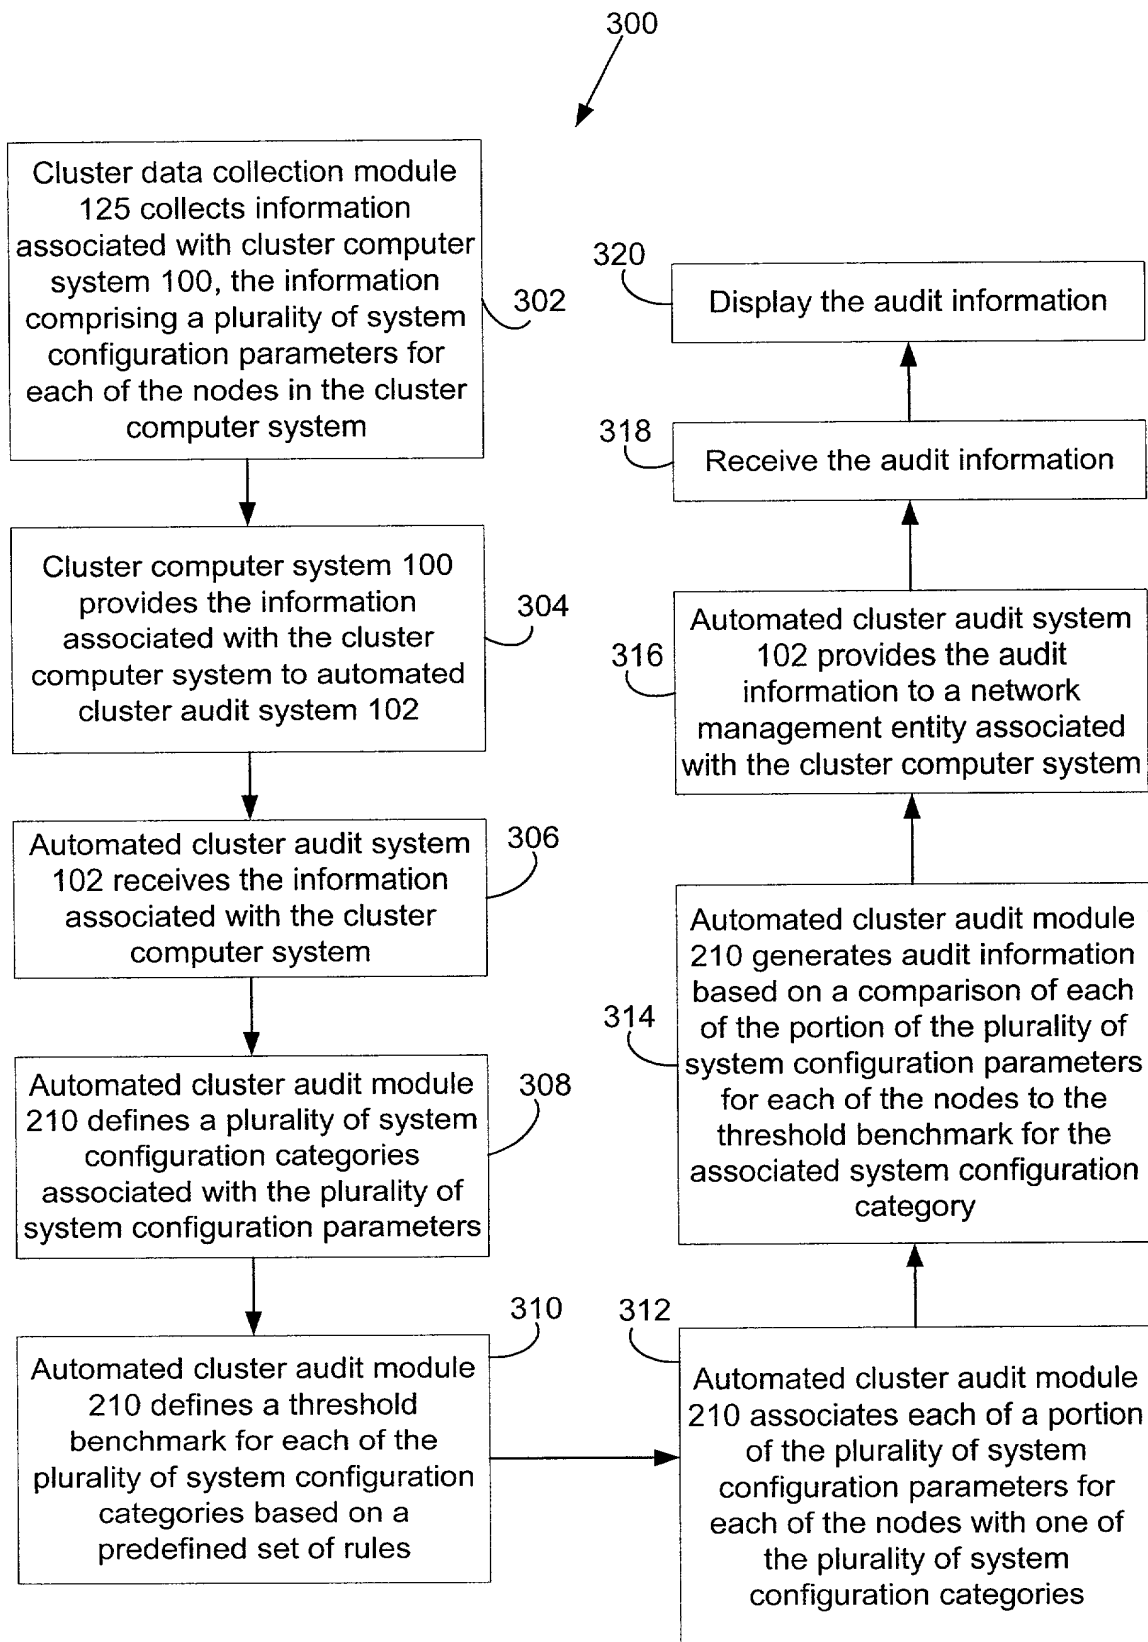 300
Cluster data collection module
125 collects information
associated with cluster computer
system 100, the information
comprising a plurality of system
configuration parameters for
each of the nodes in the cluster
computer system
302
Cluster computer system 100
provides the information
associated with the cluster
computer system to automated
cluster audit system 102
304
Automated cluster audit system
102 receives the information
associated with the cluster
computer system
306
Automated cluster audit module
210 defines a plurality of system
configuration categories
associated with the plurality of
system configuration parameters
308
Automated cluster audit module
210 defines a threshold
benchmark for each of the
plurality of system configuration
categories based on a
predefined set of rules
310
312
Automated cluster audit module
210 associates each of a portion
of the plurality of system
configuration parameters for
each of the nodes with one of
the plurality of system
configuration categories
314
Automated cluster audit module
210 generates audit information
based on a comparison of each
of the portion of the plurality of
system configuration parameters
for each of the nodes to the
threshold benchmark for the
associated system configuration
category
316
Automated cluster audit system
102 provides the audit
information to a network
management entity associated
with the cluster computer system
318
Receive the audit information
320
Display the audit information